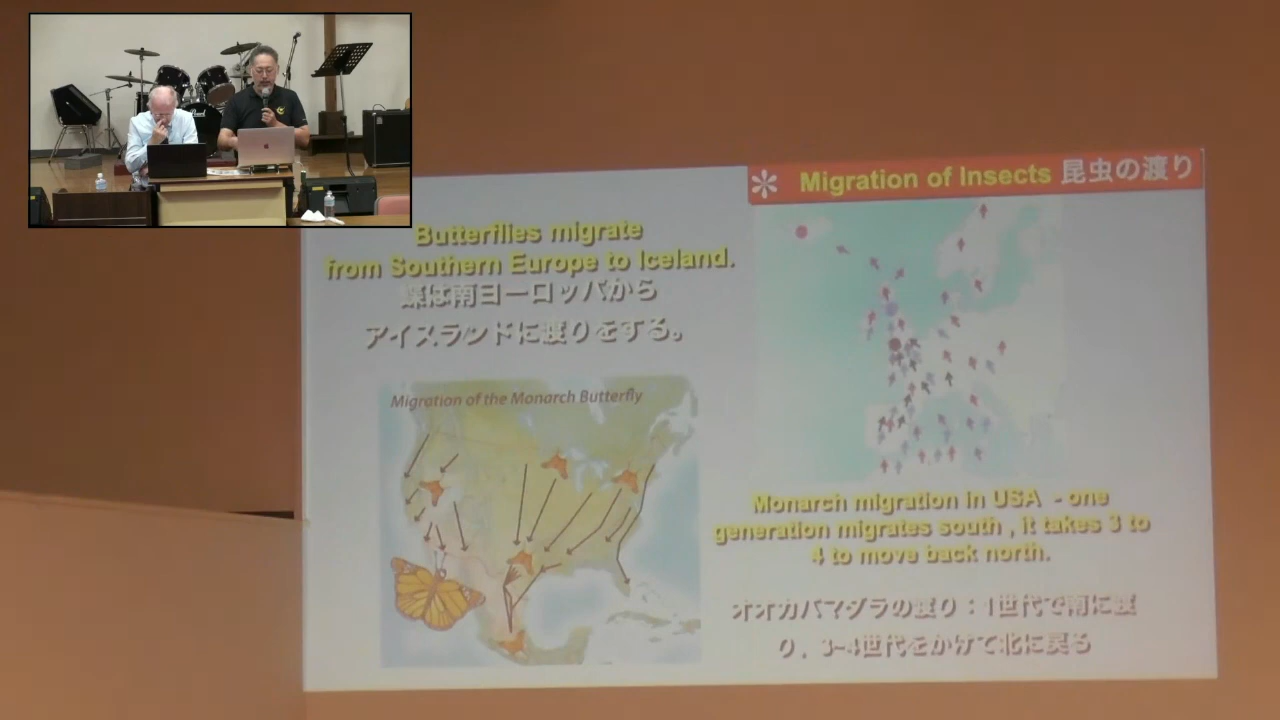 Migration of Insects 昆虫の渡り
Butterflies migrate
from Southern Europe to Iceland.
蝶は南ヨーロッパから
アイスランドに渡りをする。
Migration of the Monarch Butterfly
Monarch migration in USA - one
generation migrates south , it takes 3 to
4 to move back north.
オオカバマダラの渡り：1世代で南に渡
り、3~4世代をかけて北に戻る